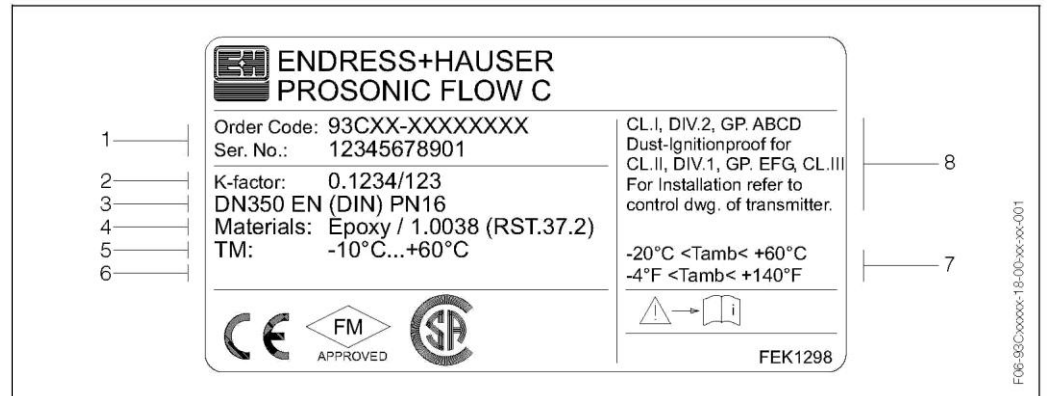 ENDRESS+HAUSER
PROSONIC FLOW C
1
Order Code: 93CXX-XXXXXXXX
Ser. No.: 12345678901
2
K-factor: 0.1234/123
3
DN350 EN (DIN) PN16
4
Materials: Epoxy / 1.0038 (RST.37.2)
5
TM: -10°C...+60°C
6
CL.I, DIV.2, GP. ABCD
Dust-Ignitionproof for
CL.II, DIV.1, GP. EFG, CL.III
For Installation refer to
control dwg. of transmitter.
8
-20°C <Tamb< +60°C
-4°F <Tamb< +140°F
7
CE
FM
APPROVED
SA
i
FEK1298
F06-93Cxxxxx-18-00-xx-xx-001